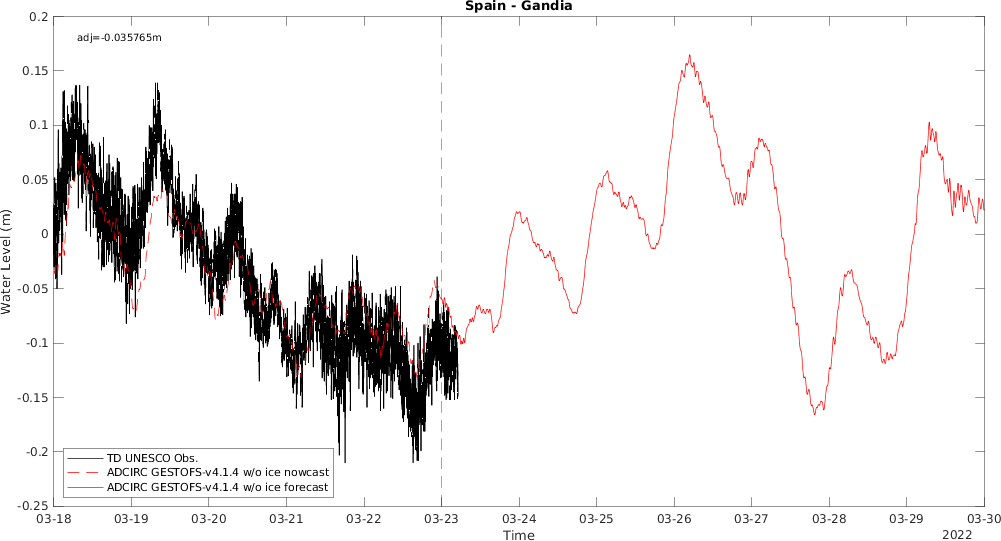 Spain - Gandia
adj=-0.035765m
0.2
0.15
0.1
0.05
0
-0.05
-0.1
-0.15
-0.2
-0.25
Water Level (m)
TD UNESCO Obs.
ADCIRC GESTOFS-v4.1.4 w/o ice nowcast
ADCIRC GESTOFS-v4.1.4 w/o ice forecast
03-18 03-19 03-20 03-21 03-22 03-23 03-24 03-25 03-26 03-27 03-28 03-29 03-30
Time
2022